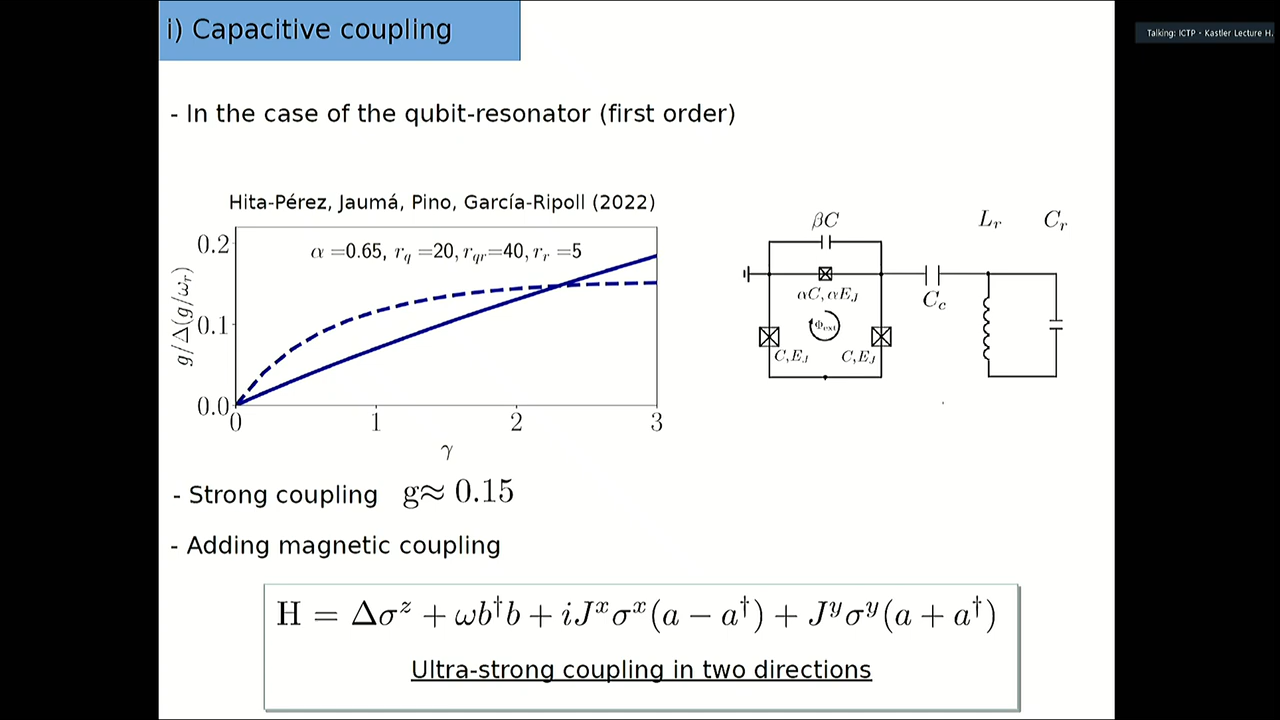 i) Capacitive coupling
Talking: ICTP - Kastler Lecture H.
- In the case of the qubit-resonator (first order)
Hita-Pérez, Jaumá, Pino, García-Ripoll (2022)
α =0.65, r_q =20, r_qr=40, r_r =5
g/Δ(g/ω_r)
0.2
0.1
0.0
0 1 2 3
γ
βC
L_r C_r
αC, αE_J
C_c
Φ_ext
C, E_J C, E_J
- Strong coupling g≈ 0.15
- Adding magnetic coupling
H = Δσ^z + ωb^†b + iJ^xσ^x(a − a^†) + J^yσ^y(a + a^†)
Ultra-strong coupling in two directions